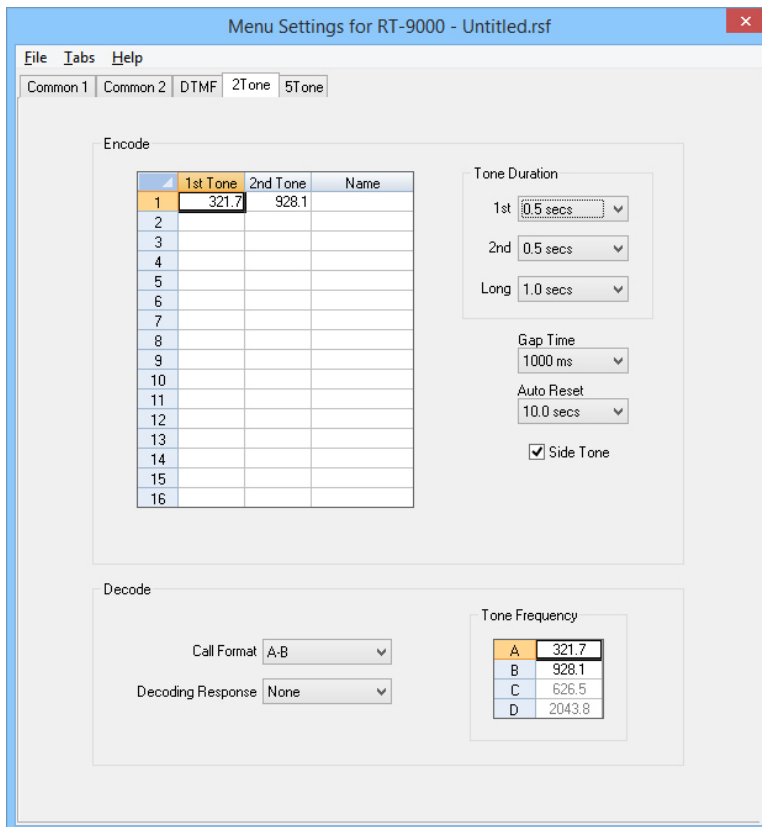 Menu Settings for RT-9000 - Untitled.rsf
File Tabs Help
Common 1 Common 2 DTMF 2Tone 5Tone
Encode
1st Tone 2nd Tone Name
1 321.7 928.1
2
3
4
5
6
7
8
9
10
11
12
13
14
15
16
Tone Duration
1st 0.5 secs
2nd 0.5 secs
Long 1.0 secs
Gap Time
1000 ms
Auto Reset
10.0 secs
Side Tone
Decode
Call Format A-B
Decoding Response None
Tone Frequency
A 321.7
B 928.1
C 626.5
D 2043.8